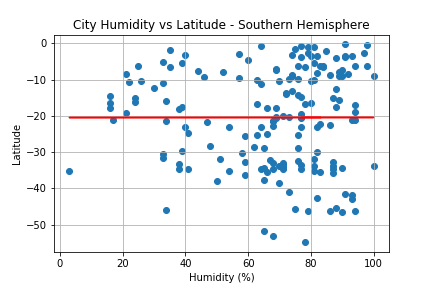 City Humidity vs Latitude - Southern Hemisphere
0
−10
−20
−30
−40
−50
Latitude
0 20 40 60 80 100
Humidity (%)